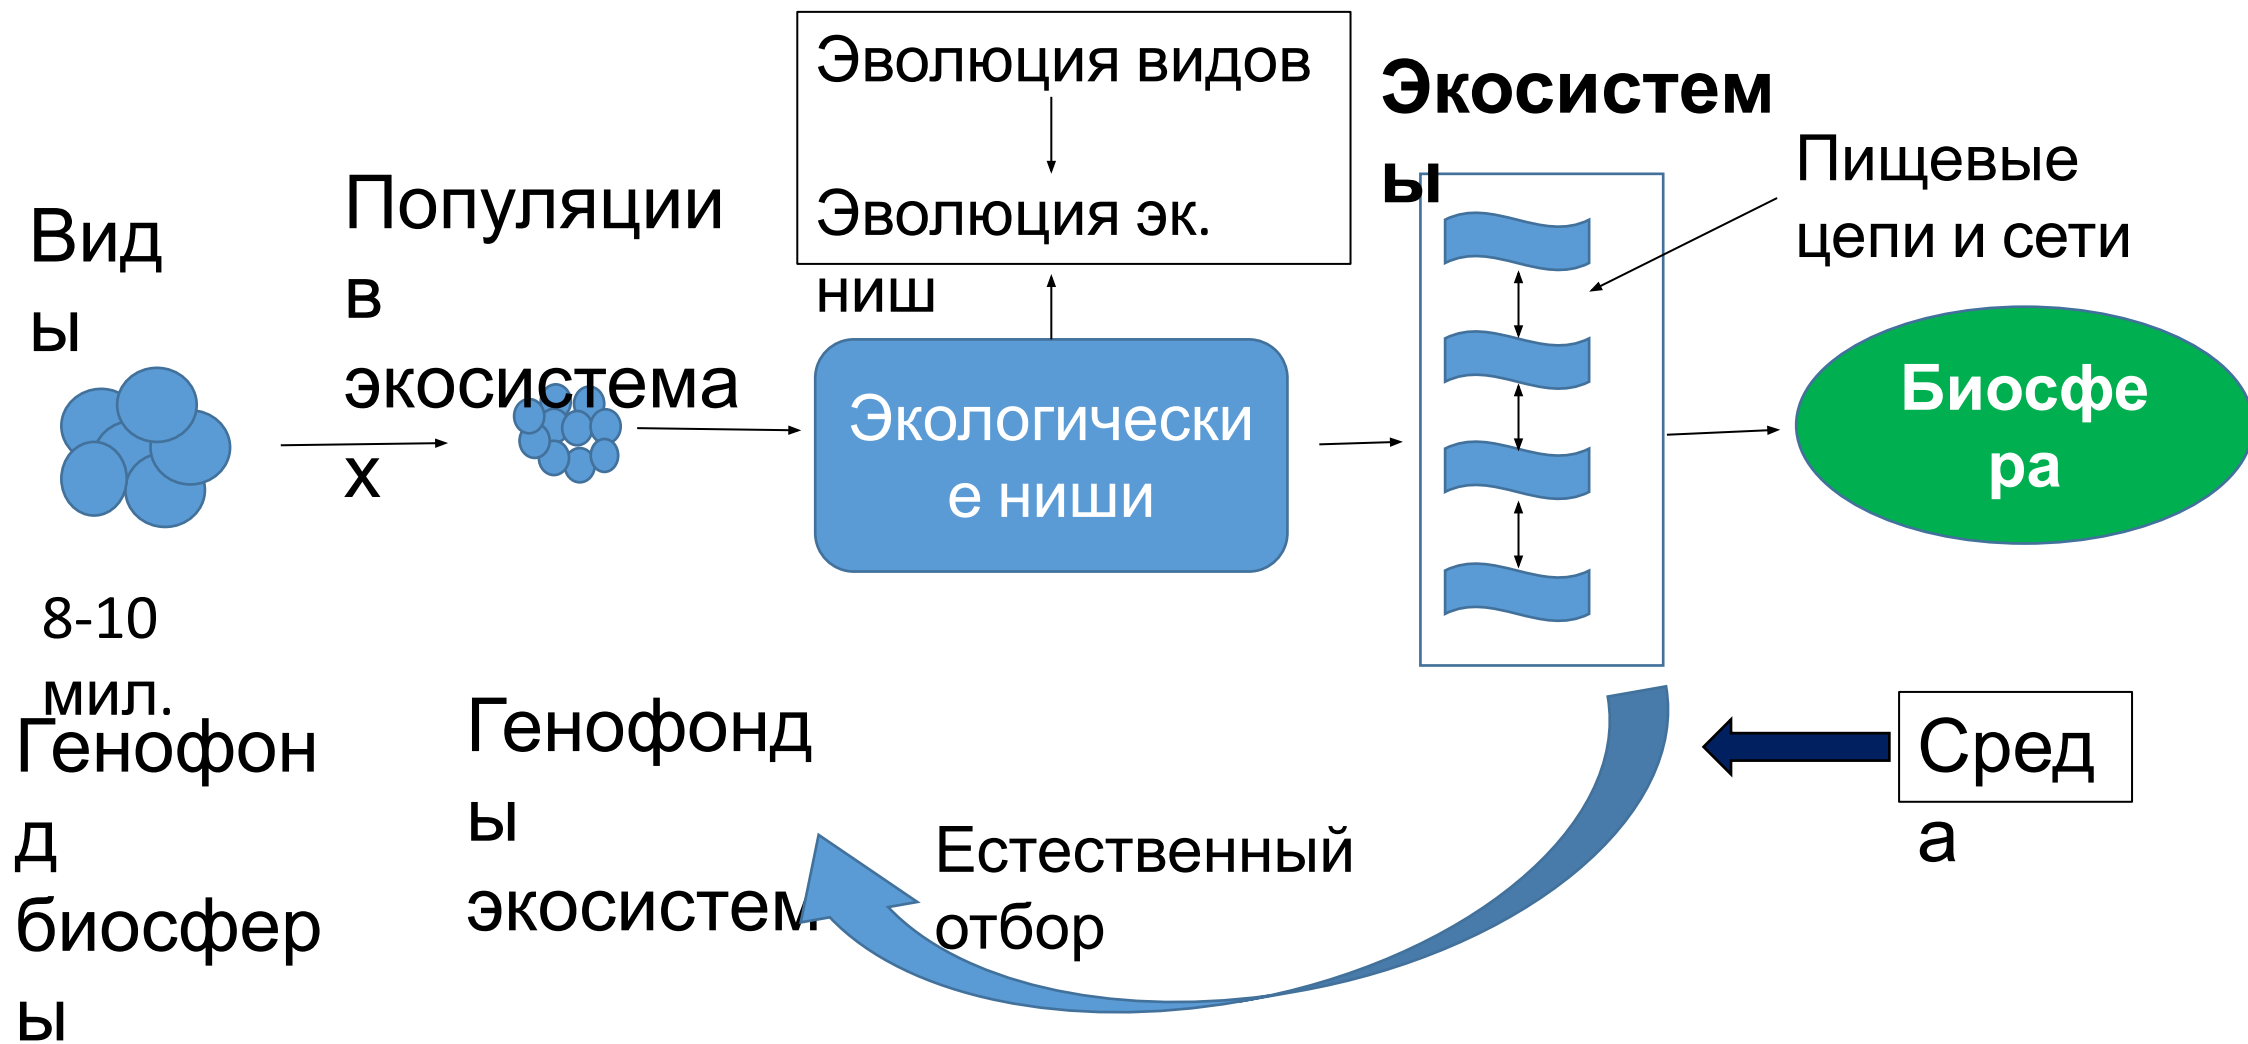 Вид
ы
Популяции
в
экосистема
х
Эволюция видов
Эволюция эк.
ниш
Экологически
е ниши
Экосистем
ы
Пищевые
цепи и сети
Биосфе
ра
8-10
мил.
Генофон
д
биосфер
ы
Генофонд
ы
экосистем
Естественный
отбор
Сред
а